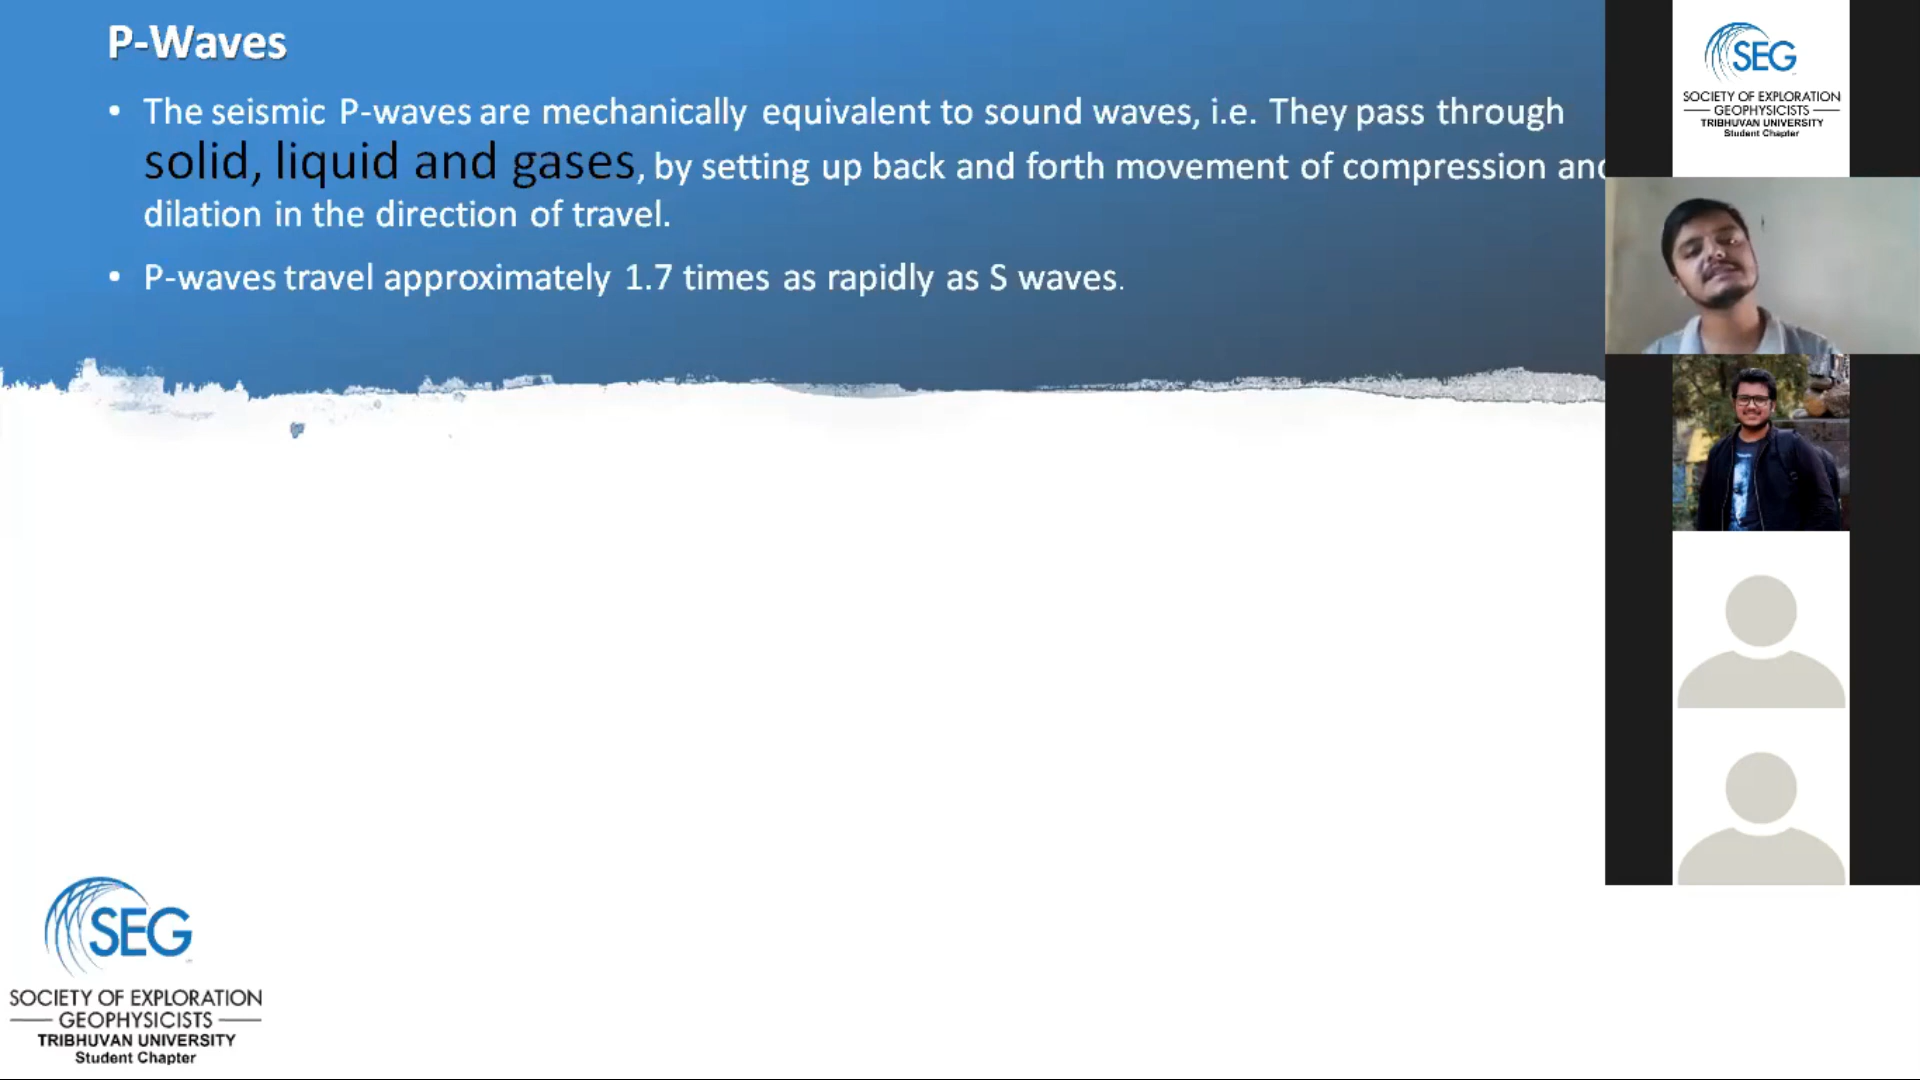 P-Waves
• The seismic P-waves are mechanically equivalent to sound waves, i.e. They pass through
solid, liquid and gases, by setting up back and forth movement of compression and
dilation in the direction of travel.
• P-waves travel approximately 1.7 times as rapidly as S waves.
SEG
SOCIETY OF EXPLORATION
GEOPHYSICISTS
TRIBHUVAN UNIVERSITY
Student Chapter
SEG
SOCIETY OF EXPLORATION
GEOPHYSICISTS
TRIBHUVAN UNIVERSITY
Student Chapter